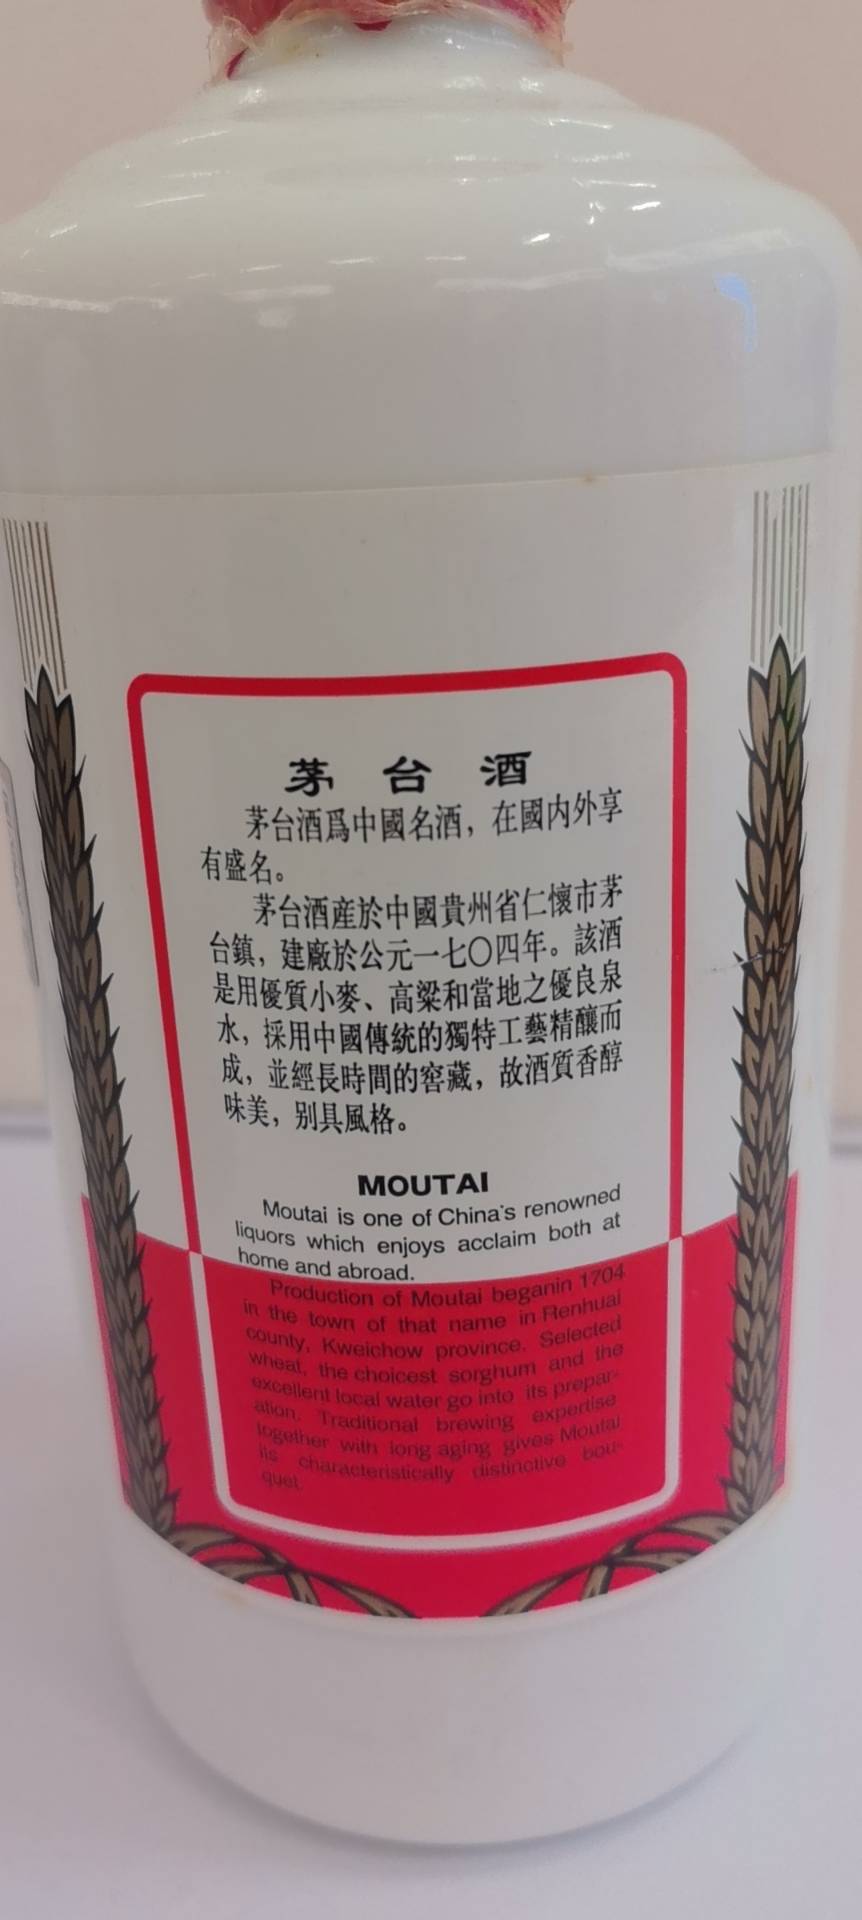 茅台酒
茅台酒爲中國名酒，在國内外享
有盛名。
茅台酒産於中國貴州省仁懷市茅
台鎮，建廠於公元一七〇四年。該酒
是用優質小麥、高粱和當地之優良泉
水，採用中國傳統的獨特工藝精釀而
成，並經長時間的窖藏，故酒質香醇
味美，别具風格。
MOUTAI
Moutai is one of China's renowned
liquors which enjoys acclaim both at
home and abroad.
Production of Moutai beganin 1704
in the town of that name in Renhuai
county, Kweichow province. Selected
wheat, the choicest sorghum and the
excellent local water go into its prepar-
ation. Traditional brewing expertise
together with long aging gives Moutai
its characteristically distinctive bou-
quet.